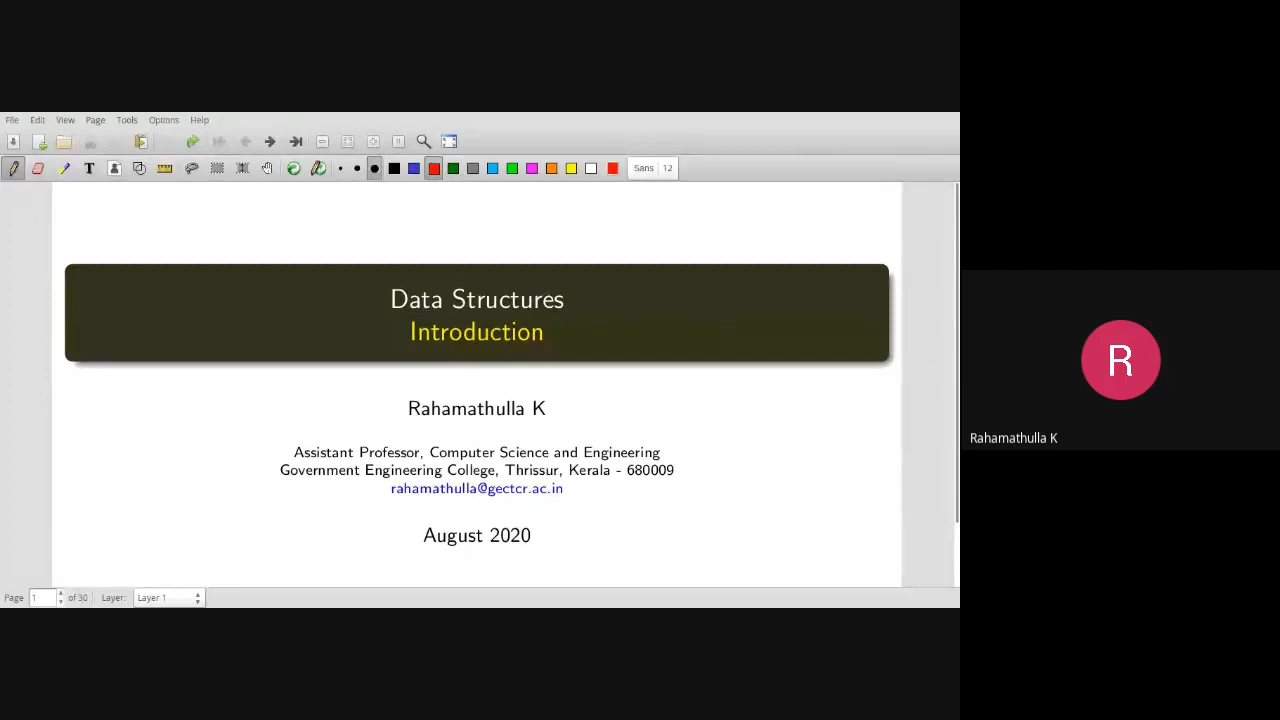 File Edit View Page Tools Options Help
T Sans 12
Data Structures
Introduction
Rahamathulla K
Assistant Professor, Computer Science and Engineering
Government Engineering College, Thrissur, Kerala - 680009
rahamathulla@gectcr.ac.in
August 2020
Page 1 of 30 Layer: Layer 1
R
Rahamathulla K